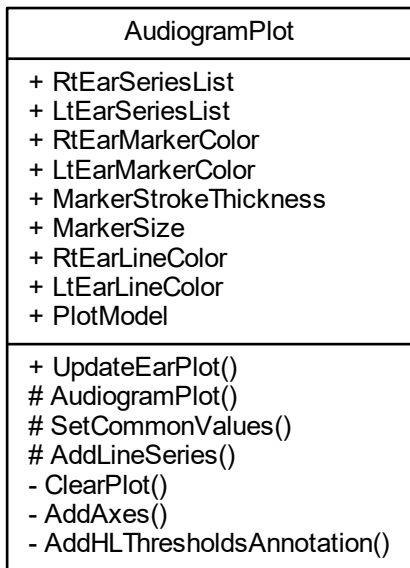 AudiogramPlot
+ RtEarSeriesList
+ LtEarSeriesList
+ RtEarMarkerColor
+ LtEarMarkerColor
+ MarkerStrokeThickness
+ MarkerSize
+ RtEarLineColor
+ LtEarLineColor
+ PlotModel
+ UpdateEarPlot()
# AudiogramPlot()
# SetCommonValues()
# AddLineSeries()
- ClearPlot()
- AddAxes()
- AddHLThresholdsAnnotation()